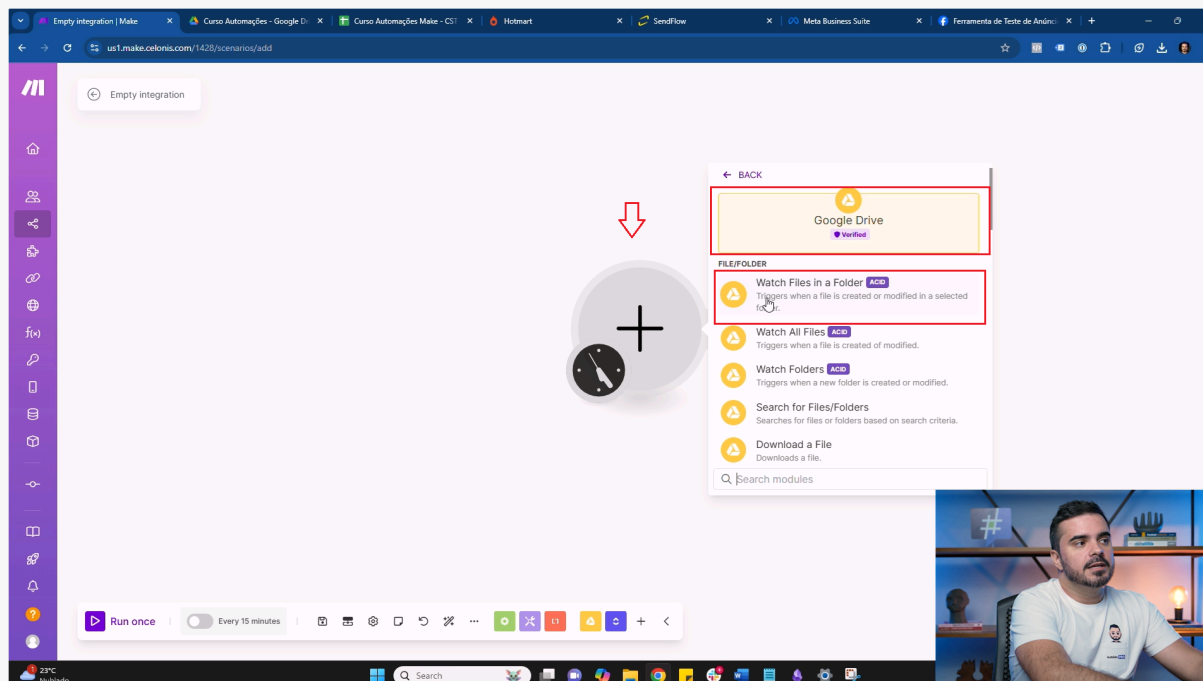 Empty integration | Make
Curso Automações - Google Dr
Curso Automações Make - CST
Hotmart
SendFlow
Meta Business Suite
Ferramenta de Teste de Anúnci
us1.make.celonis.com/1428/scenarios/add
Empty integration
BACK
Google Drive
Verified
FILE/FOLDER
Watch Files in a Folder ACID
Triggers when a file is created or modified in a selected
folder.
Watch All Files ACID
Triggers when a file is created of modified.
Watch Folders ACID
Triggers when a new folder is created or modified.
Search for Files/Folders
Searches for files or folders based on search criteria.
Download a File
Downloads a file.
Search modules
#
f(x)
Run once
Every 15 minutes
1
23°C
Nublado
Search